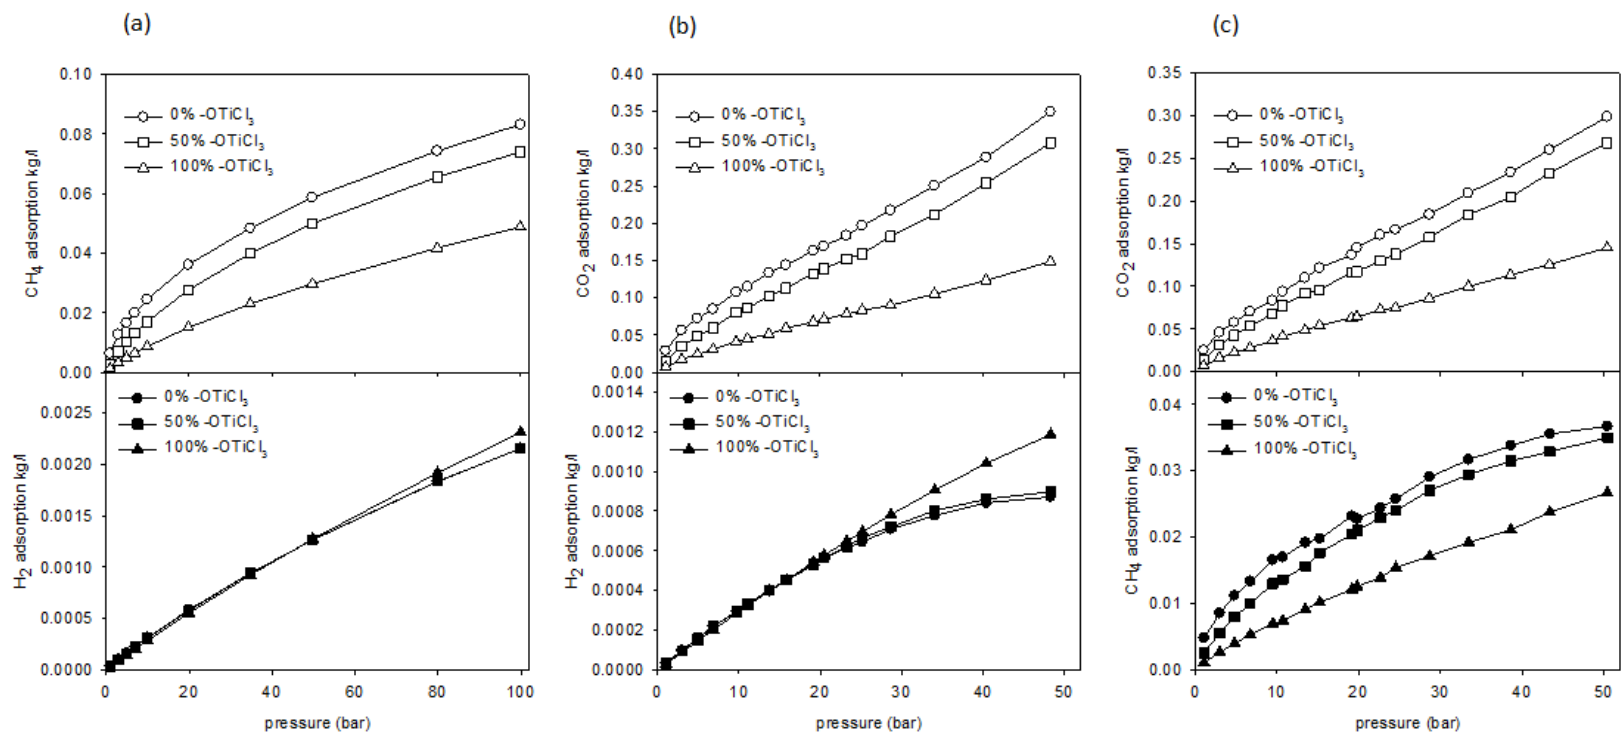 (a)
(b)
(c)
0.10
0.08
0.06
0.04
0.02
0.00
CH4 adsorption kg/l
0% -OTiCl3
50% -OTiCl3
100% -OTiCl3
0.40
0.35
0.30
0.25
0.20
0.15
0.10
0.05
0.00
CO2 adsorption kg/l
0% -OTiCl3
50% -OTiCl3
100% -OTiCl3
0.35
0.30
0.25
0.20
0.15
0.10
0.05
0.00
CO2 adsorption kg/l
0% -OTiCl3
50% -OTiCl3
100% -OTiCl3
0.0025
0.0020
0.0015
0.0010
0.0005
0.0000
H2 adsorption kg/l
0% -OTiCl3
50% -OTiCl3
100% -OTiCl3
0 20 40 60 80 100
pressure (bar)
0.0014
0.0012
0.0010
0.0008
0.0006
0.0004
0.0002
0.0000
H2 adsorption kg/l
0% -OTiCl3
50% -OTiCl3
100% -OTiCl3
0 10 20 30 40 50
pressure (bar)
0.04
0.03
0.02
0.01
0.00
CH4 adsorption kg/l
0% -OTiCl3
50% -OTiCl3
100% -OTiCl3
0 10 20 30 40 50
pressure (bar)